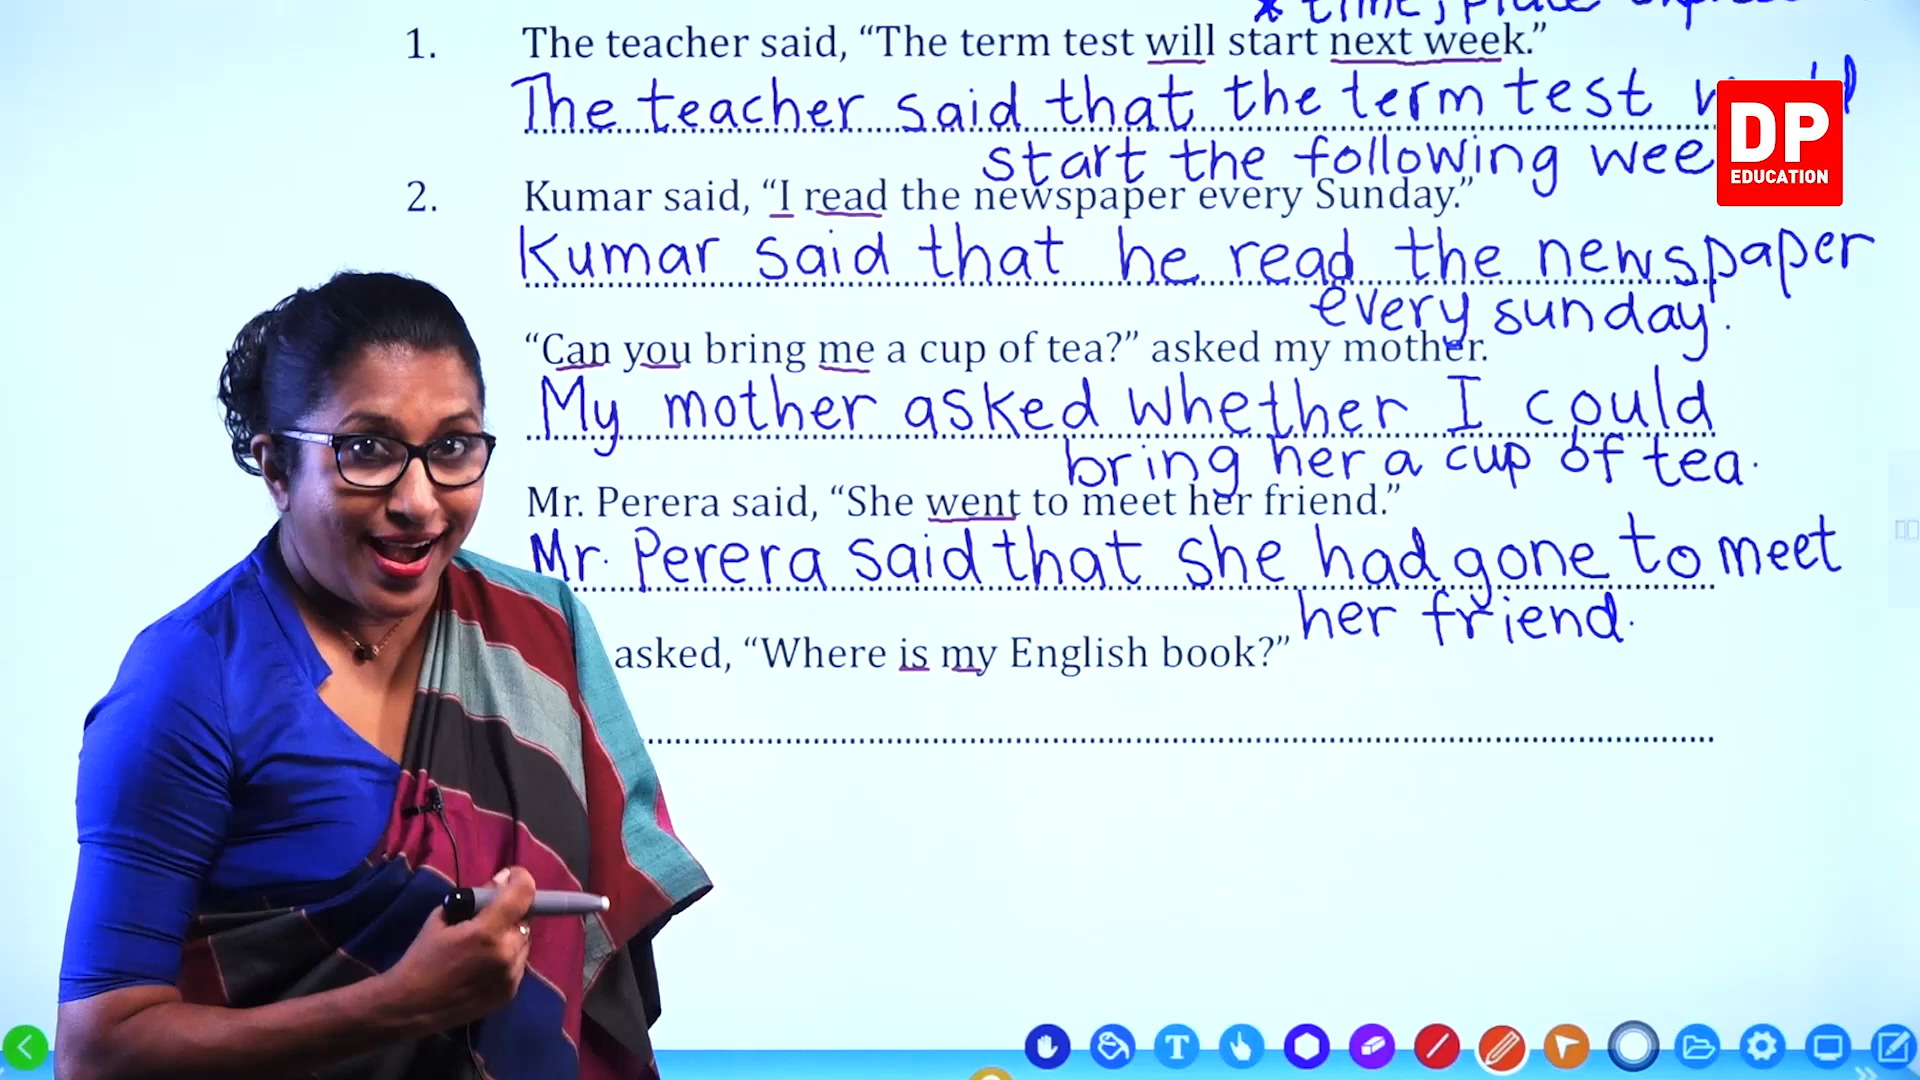 * time, place
1. The teacher said, “The term test will start next week.”
The teacher said that the term test
start the following wee
DP
EDUCATION
2. Kumar said, “I read the newspaper every Sunday.”
Kumar said that he read the newspaper
every sunday.
“Can you bring me a cup of tea?” asked my mother.
My mother asked whether I could
bring her a cup of tea.
Mr. Perera said, “She went to meet her friend.”
Mr. Perera said that she had gone to meet
her friend.
asked, “Where is my English book?”